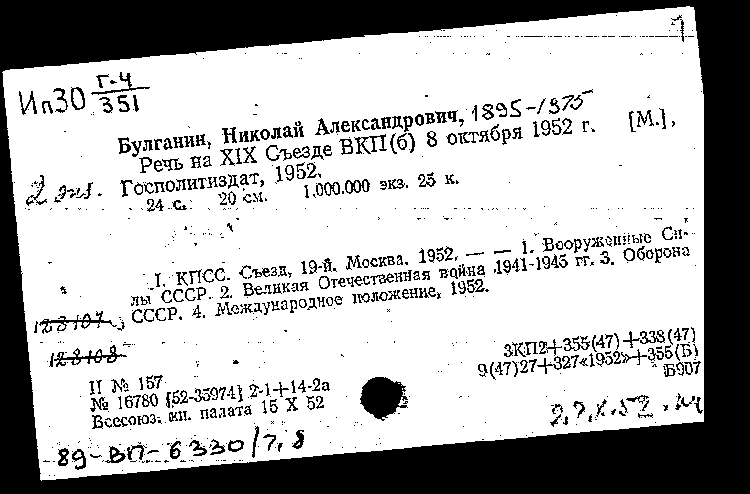 1
Ип30 Г-4
351
Булганин, Николай Александрович, 1895-1975
Речь на XIX Съезде ВКП(б) 8 октября 1952 г. [М.],
2 экз. Госполитиздат, 1952.
24 с. 20 см. 1.000.000 экз. 25 к.
I. КПСС. Съезд, 19-й. Москва. 1952. — — 1. Вооруженные Си-
лы СССР. 2. Великая Отечественная война 1941-1945 гг. 3. Оборона
128107 СССР. 4. Международное положение, 1952.
128108
3КП2+355(47)+338(47)
9(47)27+327«1952»+355(Б)
Б907
П № 157
№ 16780 [52-35974] 2-1+14-2а
Всесоюз. кн. палата 15 X 52
89-ВП-6330/7,8